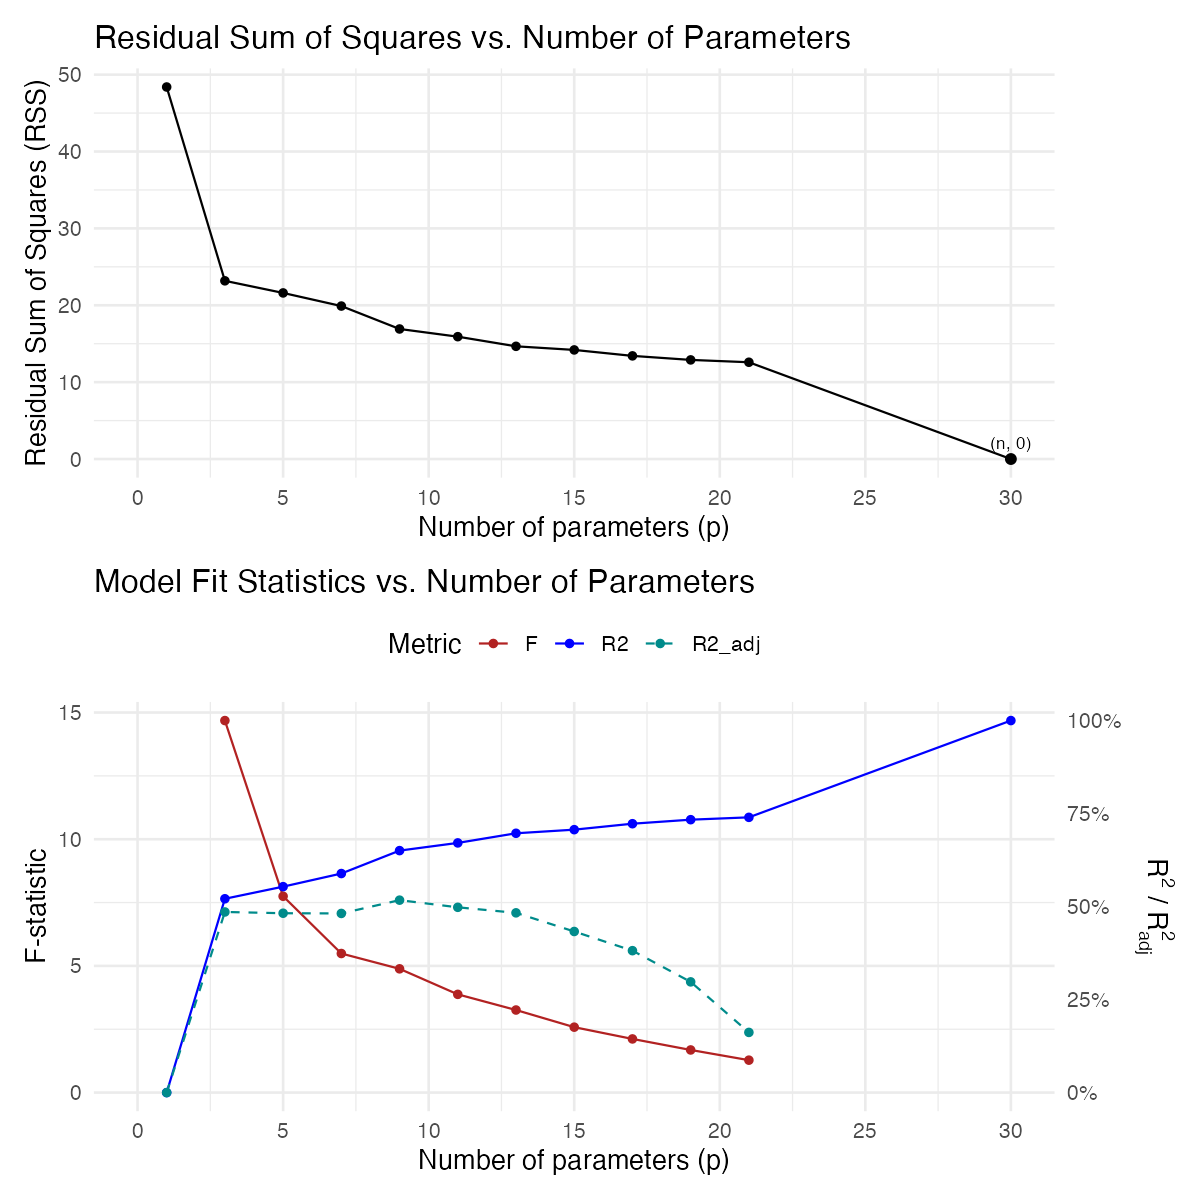 Residual Sum of Squares vs. Number of Parameters
Residual Sum of Squares (RSS)
50
40
30
20
10
0
(n, 0)
0 5 10 15 20 25 30
Number of parameters (p)
Model Fit Statistics vs. Number of Parameters
Metric F R2 R2_adj
F-statistic
15
10
5
0
100%
75%
50%
25%
0%
R² / R²adj
0 5 10 15 20 25 30
Number of parameters (p)